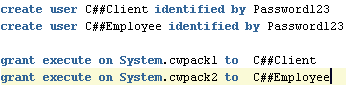 create user C##Client identified by Password123
create user C##Employee identified by Password123
grant execute on System.cwpack1 to  C##Client
grant execute on System.cwpack2 to  C##Employee